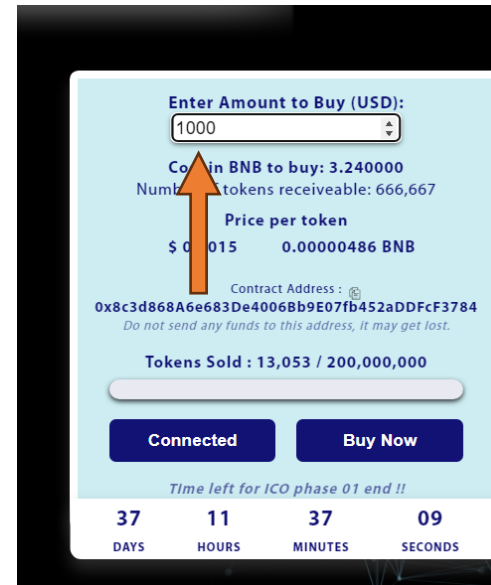 Enter Amount to Buy (USD):
1000
in BNB to buy: 3.240000
tokens receiveable: 666,667
Price per token
$ 015 0.00000486 BNB
Contract Address :
0x8c3d868A6e683De4006Bb9E07fb452aDDFcF3784
Do not send any funds to this address, it may get lost.
Tokens Sold : 13,053 / 200,000,000
Connected Buy Now
Time left for ICO phase 01 end !!
37 11 37 09
DAYS HOURS MINUTES SECONDS